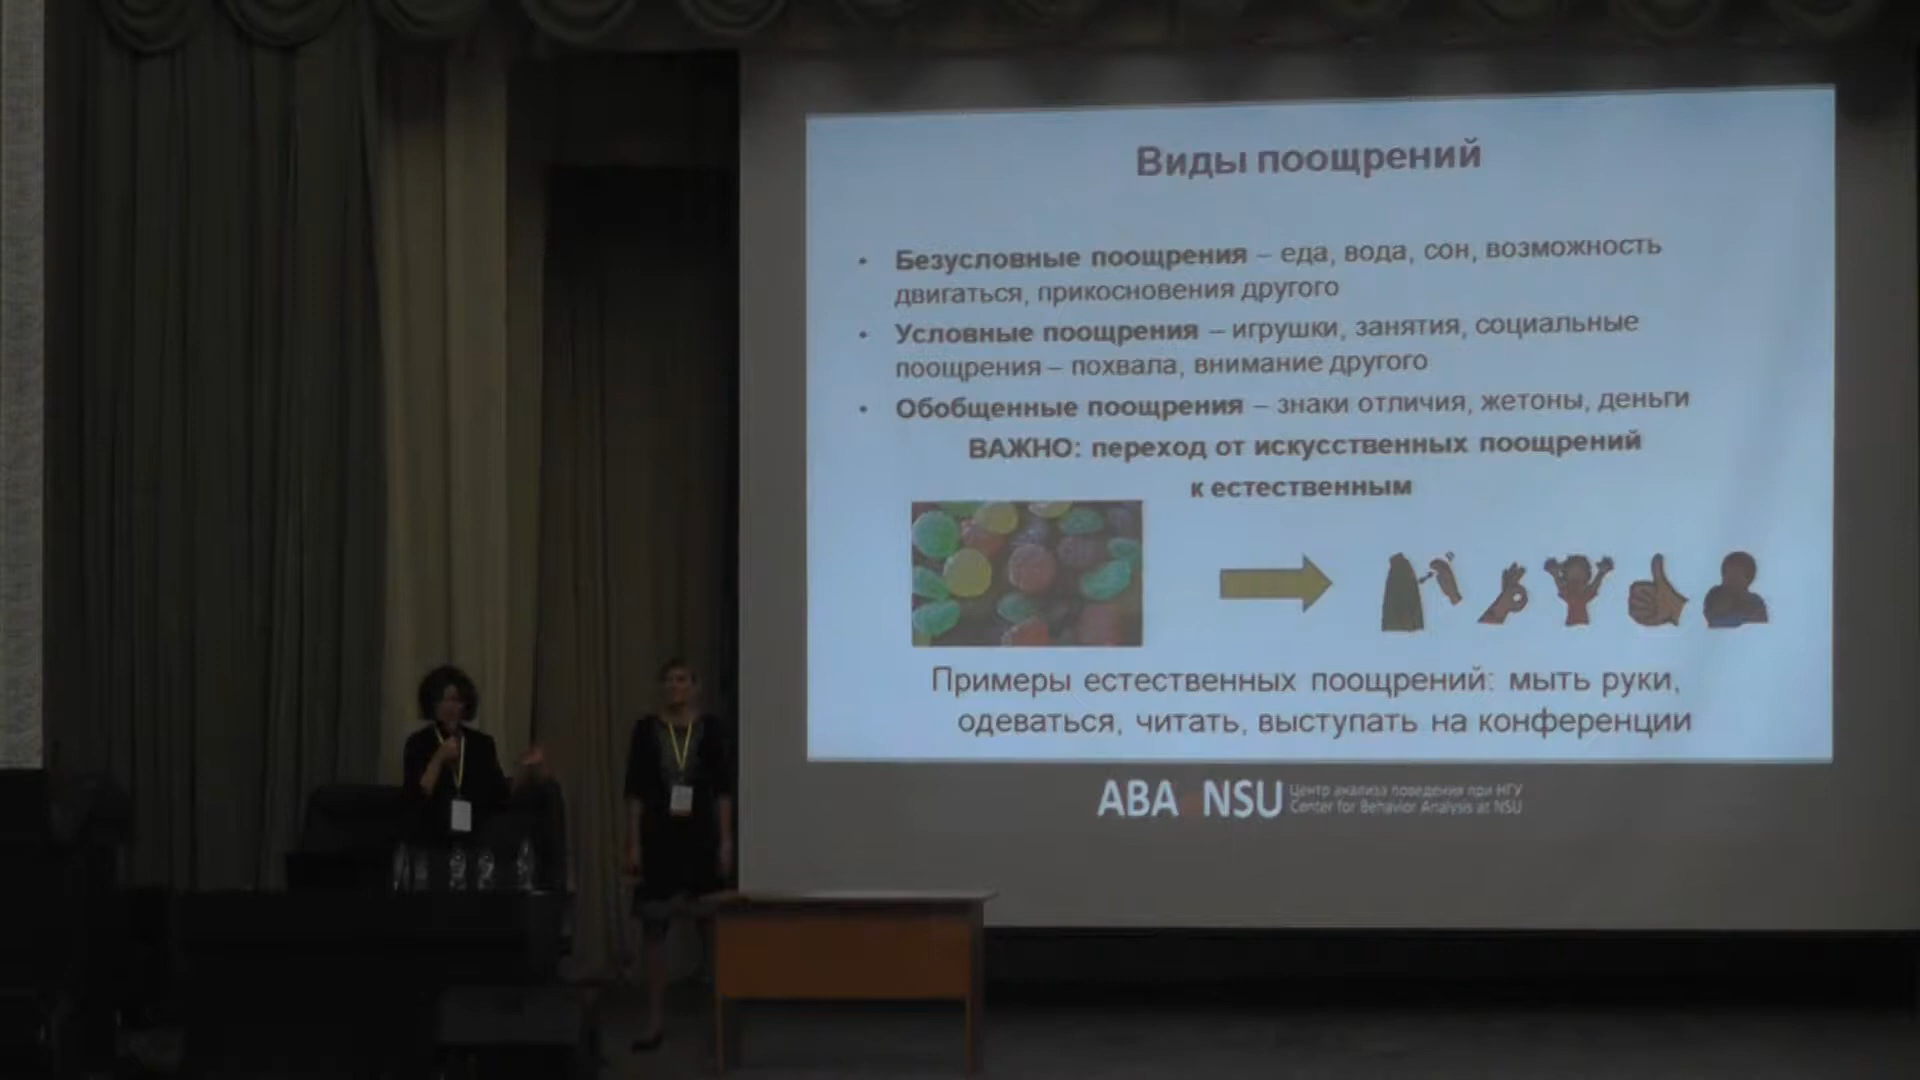 Виды поощрений
• Безусловные поощрения – еда, вода, сон, возможность
двигаться, прикосновения другого
• Условные поощрения – игрушки, занятия, социальные
поощрения – похвала, внимание другого
• Обобщенные поощрения – знаки отличия, жетоны, деньги
ВАЖНО: переход от искусственных поощрений
к естественным
Примеры естественных поощрений: мыть руки,
одеваться, читать, выступать на конференции
ABA NSU
Центр анализа поведения при НГУ
Center for Behavior Analysis at NSU